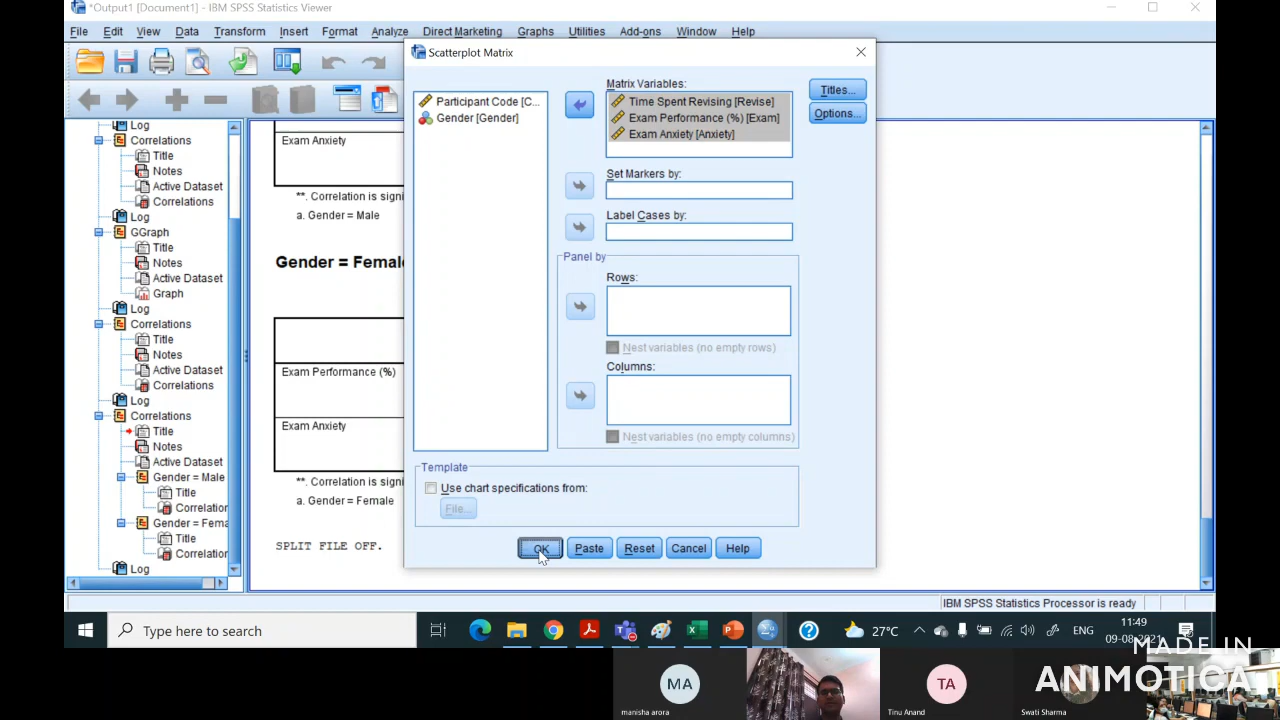 *Output1 [Document1] - IBM SPSS Statistics Viewer
File Edit View Data Transform Insert Format Analyze Direct Marketing Graphs Utilities Add-ons Window Help
Scatterplot Matrix
Participant Code [C...
Gender [Gender]
Matrix Variables:
Time Spent Revising [Revise]
Exam Performance (%) [Exam]
Exam Anxiety [Anxiety]
Titles...
Options...
Set Markers by:
Label Cases by:
Panel by
Rows:
Nest variables (no empty rows)
Columns:
Nest variables (no empty columns)
Template
Use chart specifications from:
File...
OK Paste Reset Cancel Help
Log
Correlations
Title
Notes
Active Dataset
Correlations
Log
GGraph
Title
Notes
Active Dataset
Graph
Log
Correlations
Title
Notes
Active Dataset
Correlations
Log
Correlations
Title
Notes
Active Dataset
Gender = Male
Title
Correlation
Gender = Fema
Title
Correlation
Log
Exam Anxiety
**. Correlation is signi
a. Gender = Male
Gender = Female
Exam Performance (%)
Exam Anxiety
**. Correlation is signi
a. Gender = Female
SPLIT FILE OFF.
IBM SPSS Statistics Processor is ready
Type here to search
27°C
ENG
11:49
09-08-2021
MADE IN
ANIMOTICA
MA
manisha arora
TA
Tinu Anand
Swati Sharma